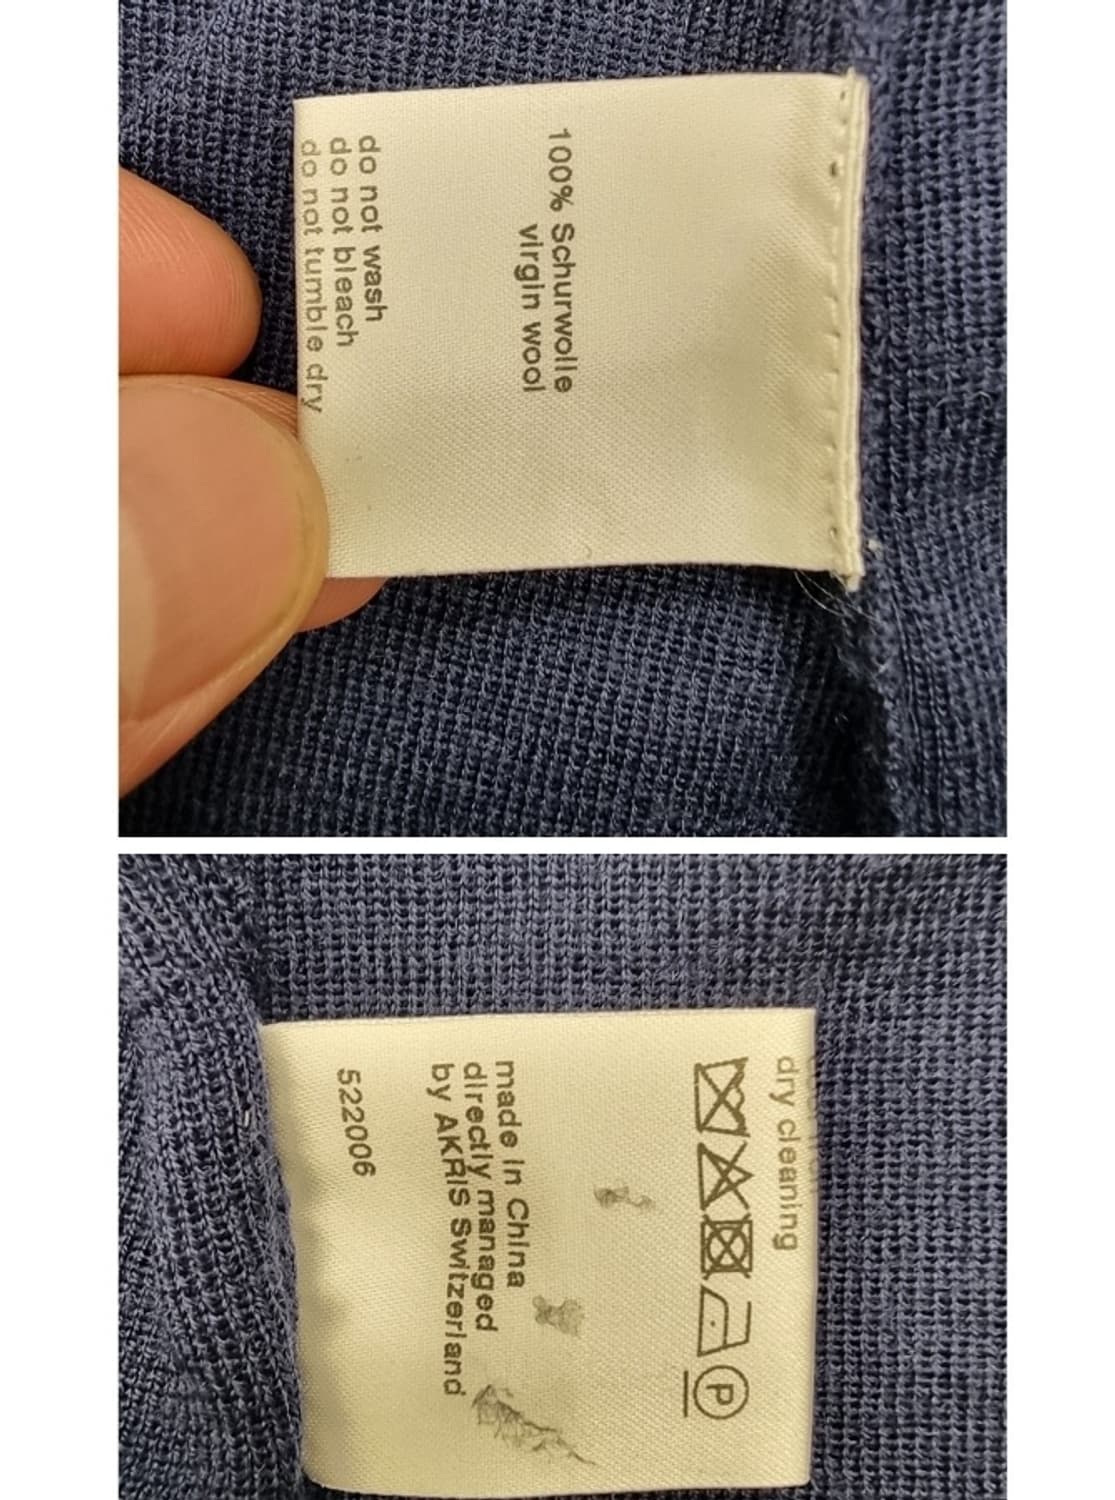 100% Schurwolle
virgin wool
do not wash
do not bleach
do not tumble dry
dry cleaning
P
made in China
directly managed
by AKRIS Switzerland
522006